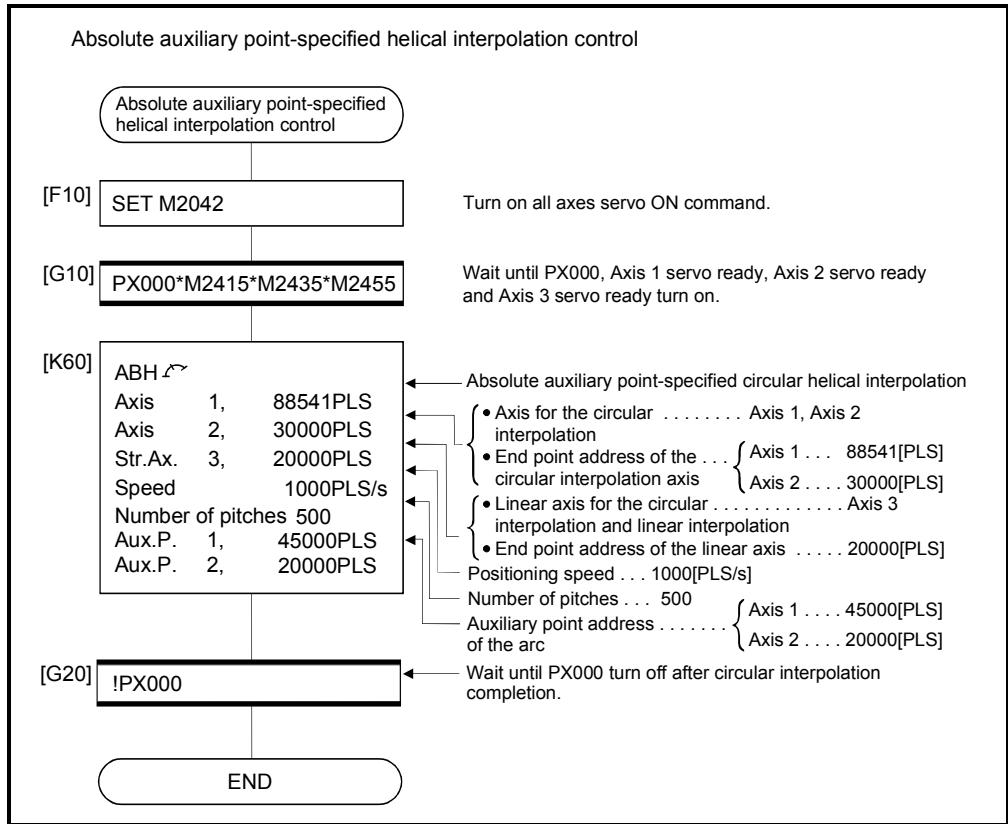 Absolute auxiliary point-specified helical interpolation control
Absolute auxiliary point-specified
helical interpolation control
[F10]
SET M2042
Turn on all axes servo ON command.
[G10]
PX000*M2415*M2435*M2455
Wait until PX000, Axis 1 servo ready, Axis 2 servo ready
and Axis 3 servo ready turn on.
[K60]
ABH
Axis 1, 88541PLS
Axis 2, 30000PLS
Str.Ax. 3, 20000PLS
Speed 1000PLS/s
Number of pitches 500
Aux.P. 1, 45000PLS
Aux.P. 2, 20000PLS
Absolute auxiliary point-specified circular helical interpolation
• Axis for the circular . . . . . . . . Axis 1, Axis 2
interpolation
• End point address of the . . . Axis 1 . . . 88541[PLS]
circular interpolation axis Axis 2 . . . . 30000[PLS]
• Linear axis for the circular . . . . . . . . . . . . . Axis 3
interpolation and linear interpolation
• End point address of the linear axis . . . . . 20000[PLS]
Positioning speed . . . 1000[PLS/s]
Number of pitches . . . 500
Auxiliary point address . . . . . . . Axis 1 . . . . 45000[PLS]
of the arc Axis 2 . . . . 20000[PLS]
[G20]
!PX000
Wait until PX000 turn off after circular interpolation
completion.
END